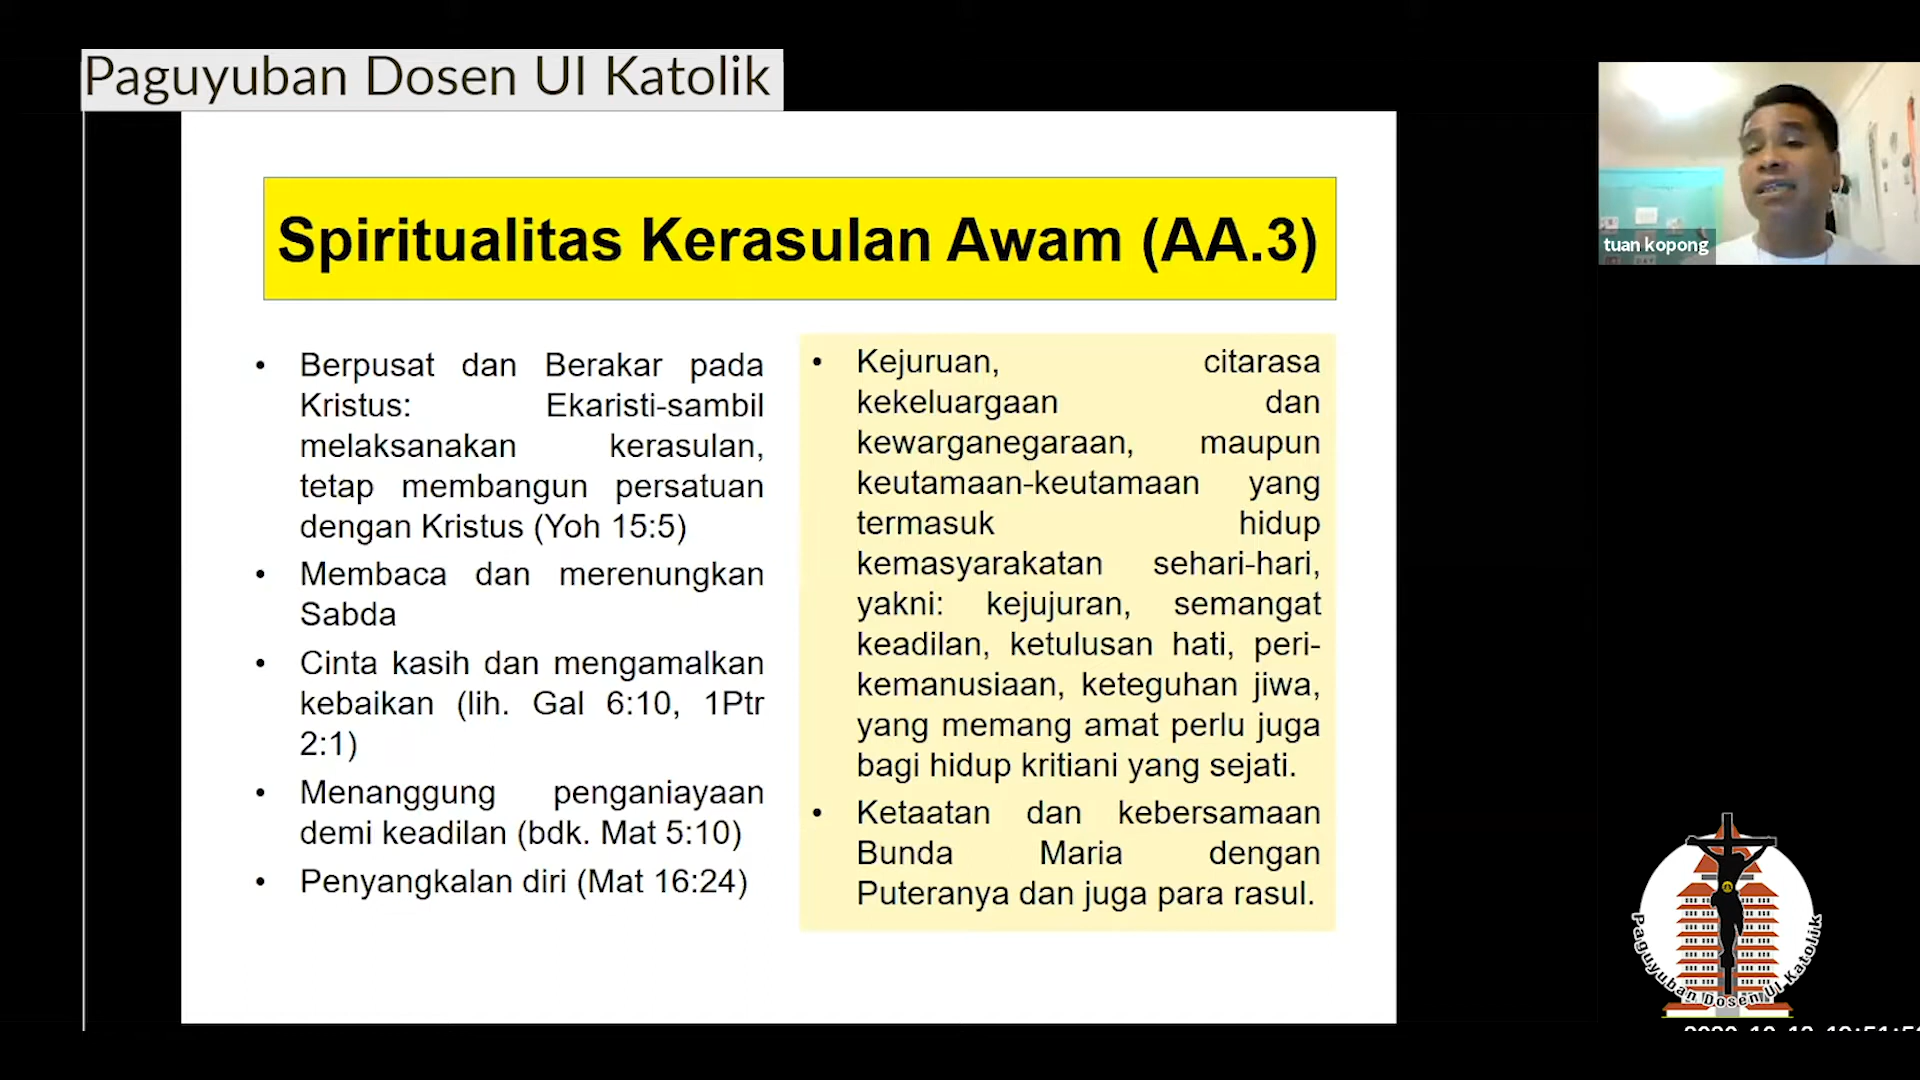 Paguyuban Dosen UI Katolik
Spiritualitas Kerasulan Awam (AA.3)
• Berpusat dan Berakar pada
Kristus: Ekaristi-sambil
melaksanakan kerasulan,
tetap membangun persatuan
dengan Kristus (Yoh 15:5)
• Membaca dan merenungkan
Sabda
• Cinta kasih dan mengamalkan
kebaikan (lih. Gal 6:10, 1Ptr
2:1)
• Menanggung penganiayaan
demi keadilan (bdk. Mat 5:10)
• Penyangkalan diri (Mat 16:24)
• Kejuruan, citarasa
kekeluargaan dan
kewarganegaraan, maupun
keutamaan-keutamaan yang
termasuk hidup
kemasyarakatan sehari-hari,
yakni: kejujuran, semangat
keadilan, ketulusan hati, peri-
kemanusiaan, keteguhan jiwa,
yang memang amat perlu juga
bagi hidup kritiani yang sejati.
• Ketaatan dan kebersamaan
Bunda Maria dengan
Puteranya dan juga para rasul.
tuan kopong
Paguyuban Dosen UI Katolik